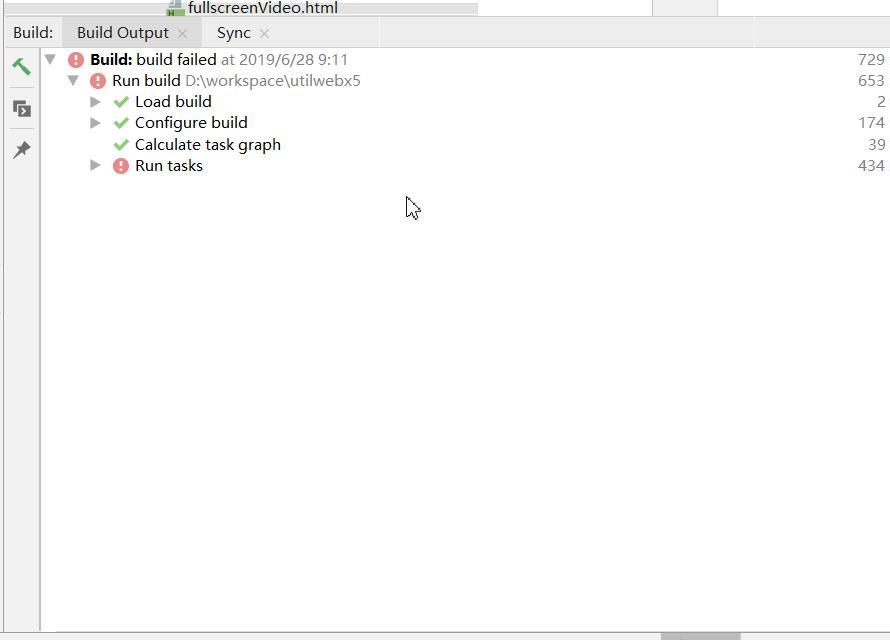 fullscreenVideo.html
Build: Build Output Sync
Build: build failed at 2019/6/28 9:11 729
Run build D:\workspace\utilwebx5 653
Load build 2
Configure build 174
Calculate task graph 39
Run tasks 434